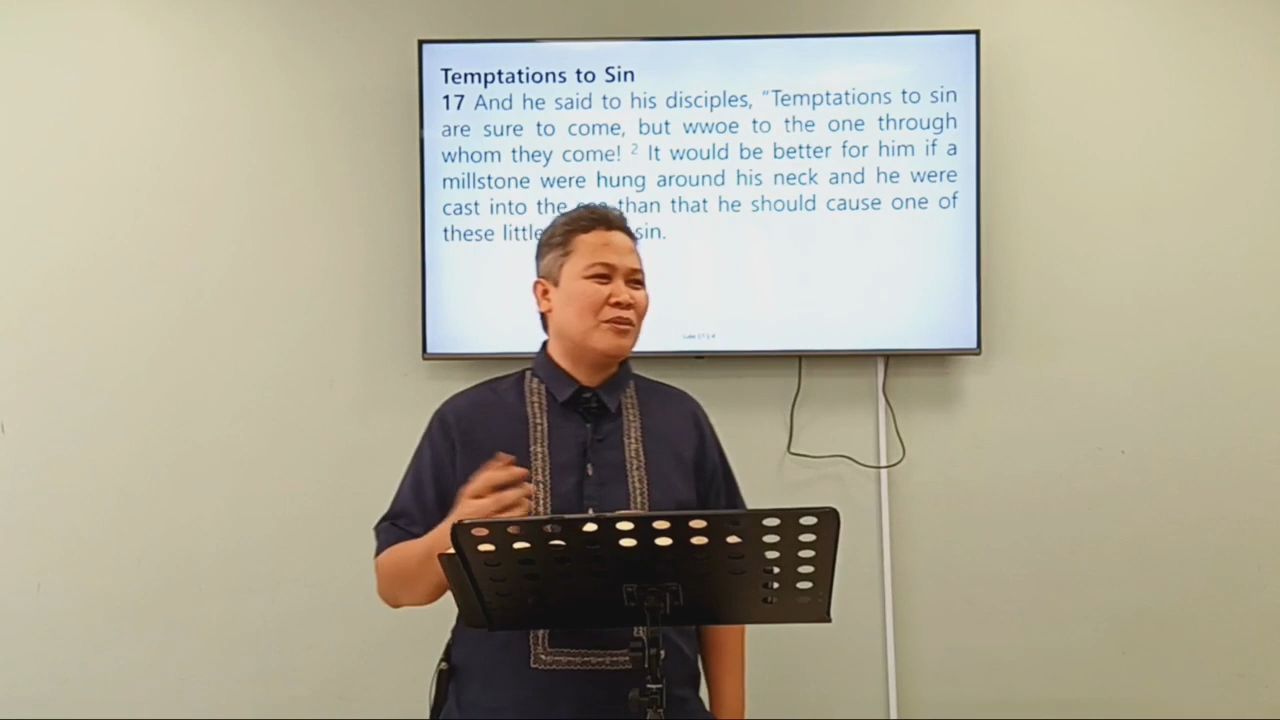 Temptations to Sin
17 And he said to his disciples, “Temptations to sin
are sure to come, but wwoe to the one through
whom they come! ² It would be better for him if a
millstone were hung around his neck and he were
cast into the than that he should cause one of
these little sin.